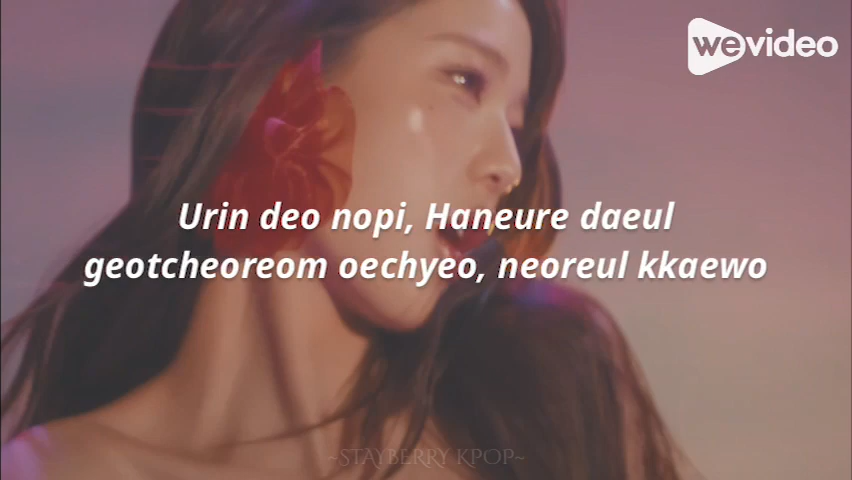 wevideo
Urin deo nopi, Haneure daeul
geotcheoreom oechyeo, neoreul kkaewo
~STAYBERRY KPOP~